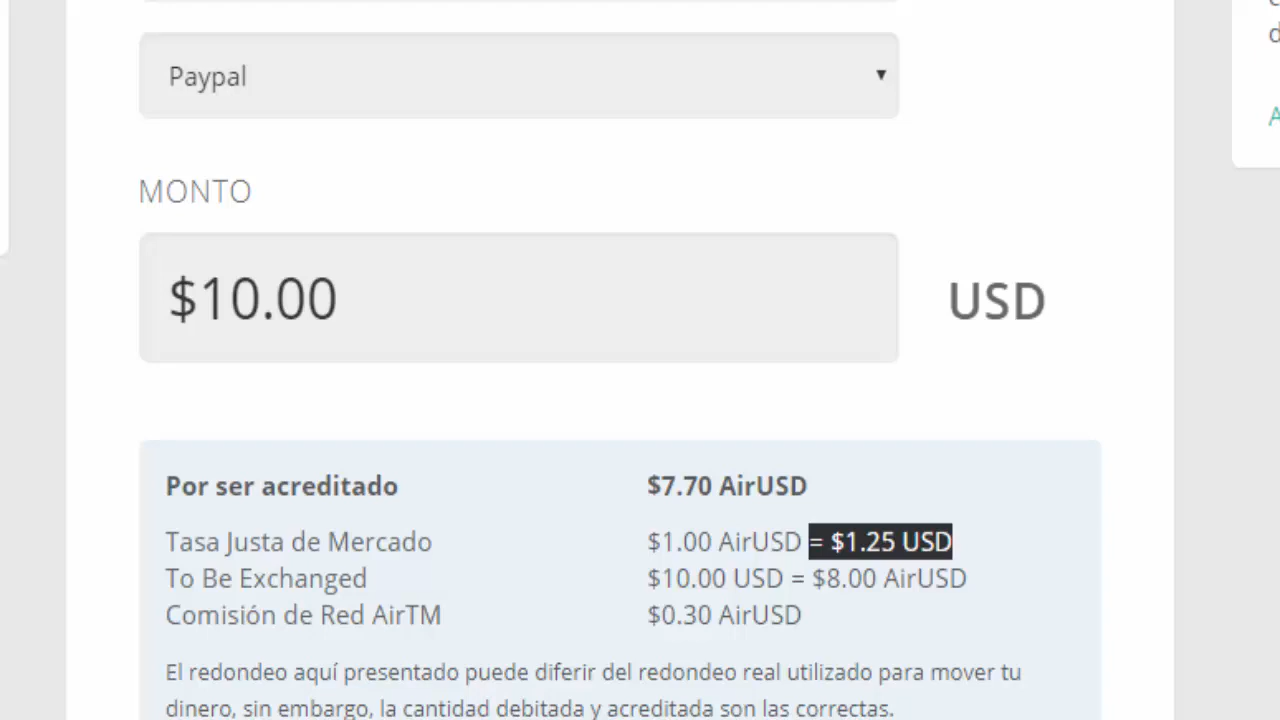 Paypal
MONTO
$10.00 USD
Por ser acreditado $7.70 AirUSD
Tasa Justa de Mercado $1.00 AirUSD = $1.25 USD
To Be Exchanged $10.00 USD = $8.00 AirUSD
Comisión de Red AirTM $0.30 AirUSD
El redondeo aquí presentado puede diferir del redondeo real utilizado para mover tu
dinero, sin embargo, la cantidad debitada y acreditada son las correctas.